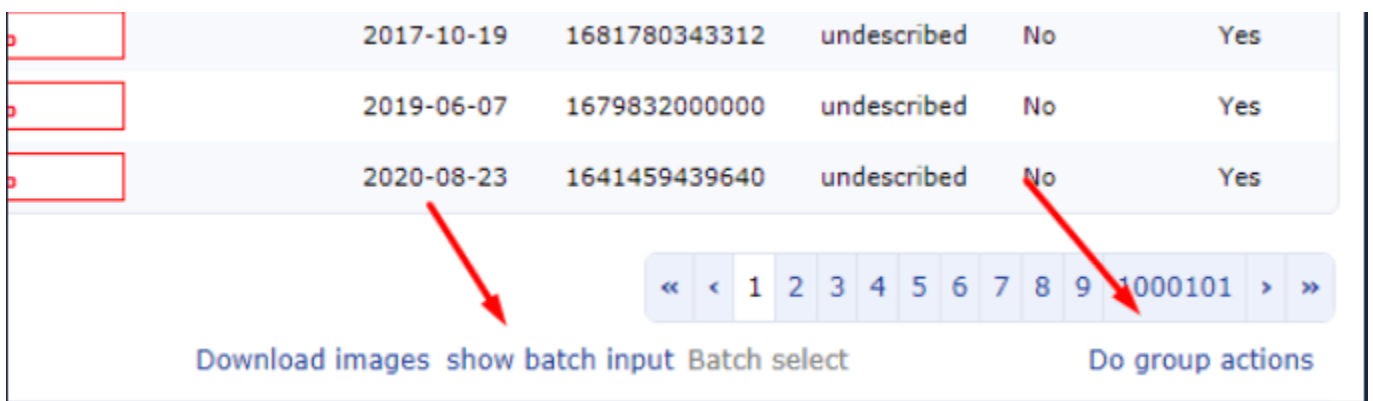 2017-10-19 1681780343312 undescribed No Yes
2019-06-07 1679832000000 undescribed No Yes
2020-08-23 1641459439640 undescribed No Yes
« ‹ 1 2 3 4 5 6 7 8 9 1000101 › »
Download images show batch input Batch select Do group actions